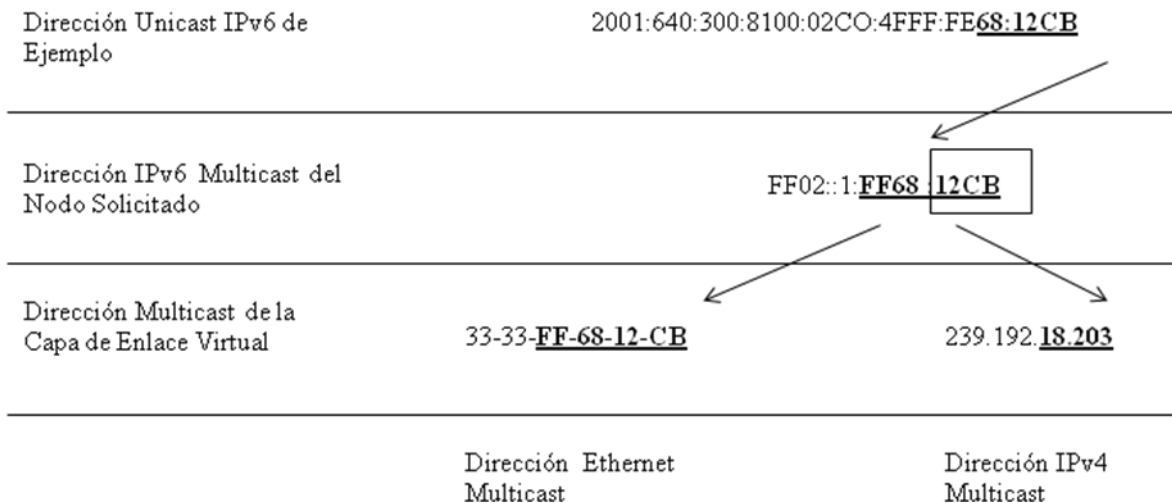 Dirección Unicast IPv6 de
Ejemplo
2001:640:300:8100:02CO:4FFF:FE68:12CB
Dirección IPv6 Multicast del
Nodo Solicitado
FF02::1:FF68 :12CB
Dirección Multicast de la
Capa de Enlace Virtual
33-33-FF-68-12-CB
239.192.18.203
Dirección Ethernet
Multicast
Dirección IPv4
Multicast